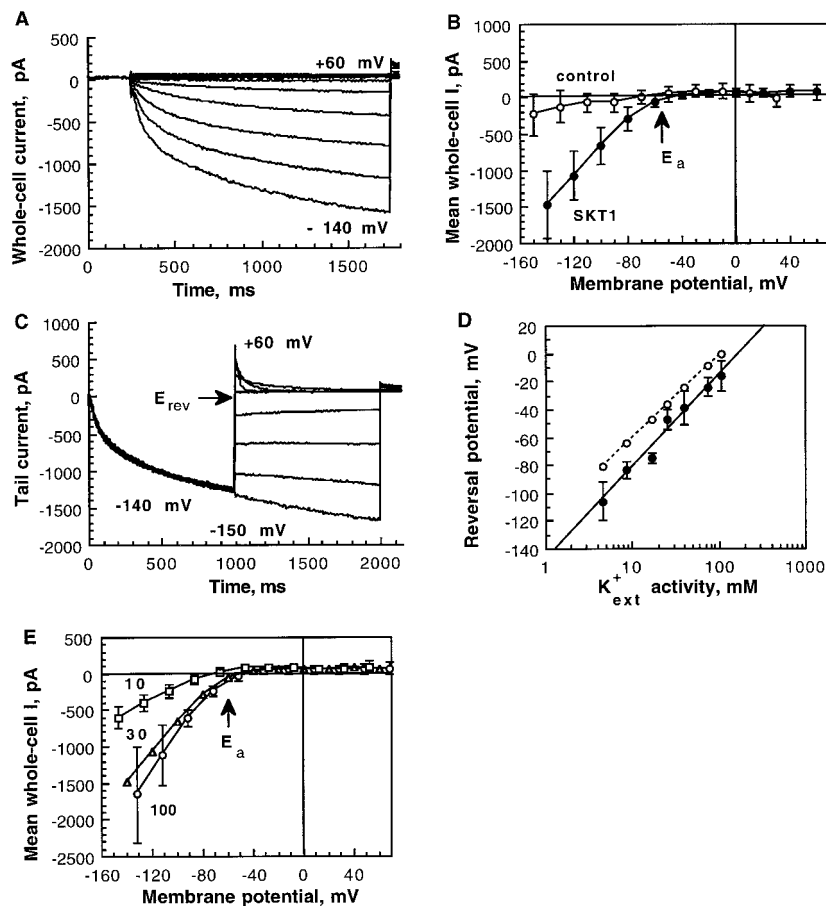 A
Whole-cell current, pA
500
0
-500
-1000
-1500
-2000
+60 mV
- 140 mV
0 500 1000 1500
Time, ms
B
Mean whole-cell I, pA
1000
500
0
-500
-1000
-1500
2000
control
E a
SKT1
-160 -120 -80 -40 0 40
Membrane potential, mV
C
Tail current, pA
1000
500
0
-500
-1000
-1500
-2000
+60 mV
E rev
-140 mV
-150 mV
0 500 1000 1500 2000
Time, ms
D
Reversal potential, mV
20
0
-20
-40
-60
-80
-100
-120
-140
1 10 100 1000
K+ ext activity, mM
E
Mean whole-cell I, pA
500
0
-500
-1000
-1500
-2000
-2500
10
30
100
E a
-160 -120 -80 -40 0 40
Membrane potential, mV